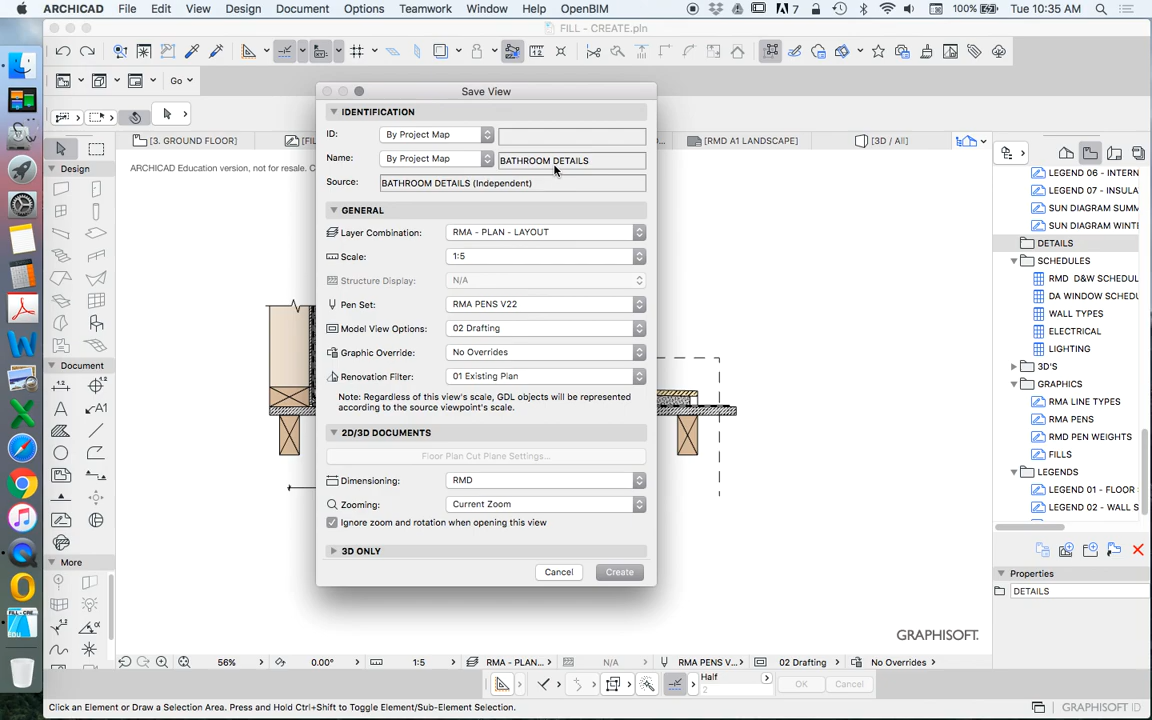 ARCHICAD File Edit View Design Document Options Teamwork Window Help OpenBIM 7 100% Tue 10:35 AM
FILL - CREATE.pln
Go
[3. GROUND FLOOR] [RMD A1 LANDSCAPE] [3D / All]
Save View
IDENTIFICATION
ID: By Project Map
Name: By Project Map BATHROOM DETAILS
Source: BATHROOM DETAILS (Independent)
GENERAL
Layer Combination: RMA - PLAN - LAYOUT
Scale: 1:5
Structure Display: N/A
Pen Set: RMA PENS V22
Model View Options: 02 Drafting
Graphic Override: No Overrides
Renovation Filter: 01 Existing Plan
Note: Regardless of this view's scale, GDL objects will be represented
according to the source viewpoint's scale.
2D/3D DOCUMENTS
Floor Plan Cut Plane Settings...
Dimensioning: RMD
Zooming: Current Zoom
Ignore zoom and rotation when opening this view
3D ONLY
Cancel Create
ARCHICAD Education version, not for resale. C
Design
Document
More
LEGEND 06 - INTERN
LEGEND 07 - INSULA
SUN DIAGRAM SUMM
SUN DIAGRAM WINTE
DETAILS
SCHEDULES
RMD D&W SCHEDUL
DA WINDOW SCHEDU
WALL TYPES
ELECTRICAL
LIGHTING
3D'S
GRAPHICS
RMA LINE TYPES
RMA PENS
RMD PEN WEIGHTS
FILLS
LEGENDS
LEGEND 01 - FLOOR
LEGEND 02 - WALL S
Properties
DETAILS
GRAPHISOFT.
56% 0.00° 1:5 RMA - PLAN... N/A RMA PENS V... 02 Drafting No Overrides
Half
2
OK Cancel
Click an Element or Draw a Selection Area. Press and Hold Ctrl+Shift to Toggle Element/Sub-Element Selection.
GRAPHISOFT ID